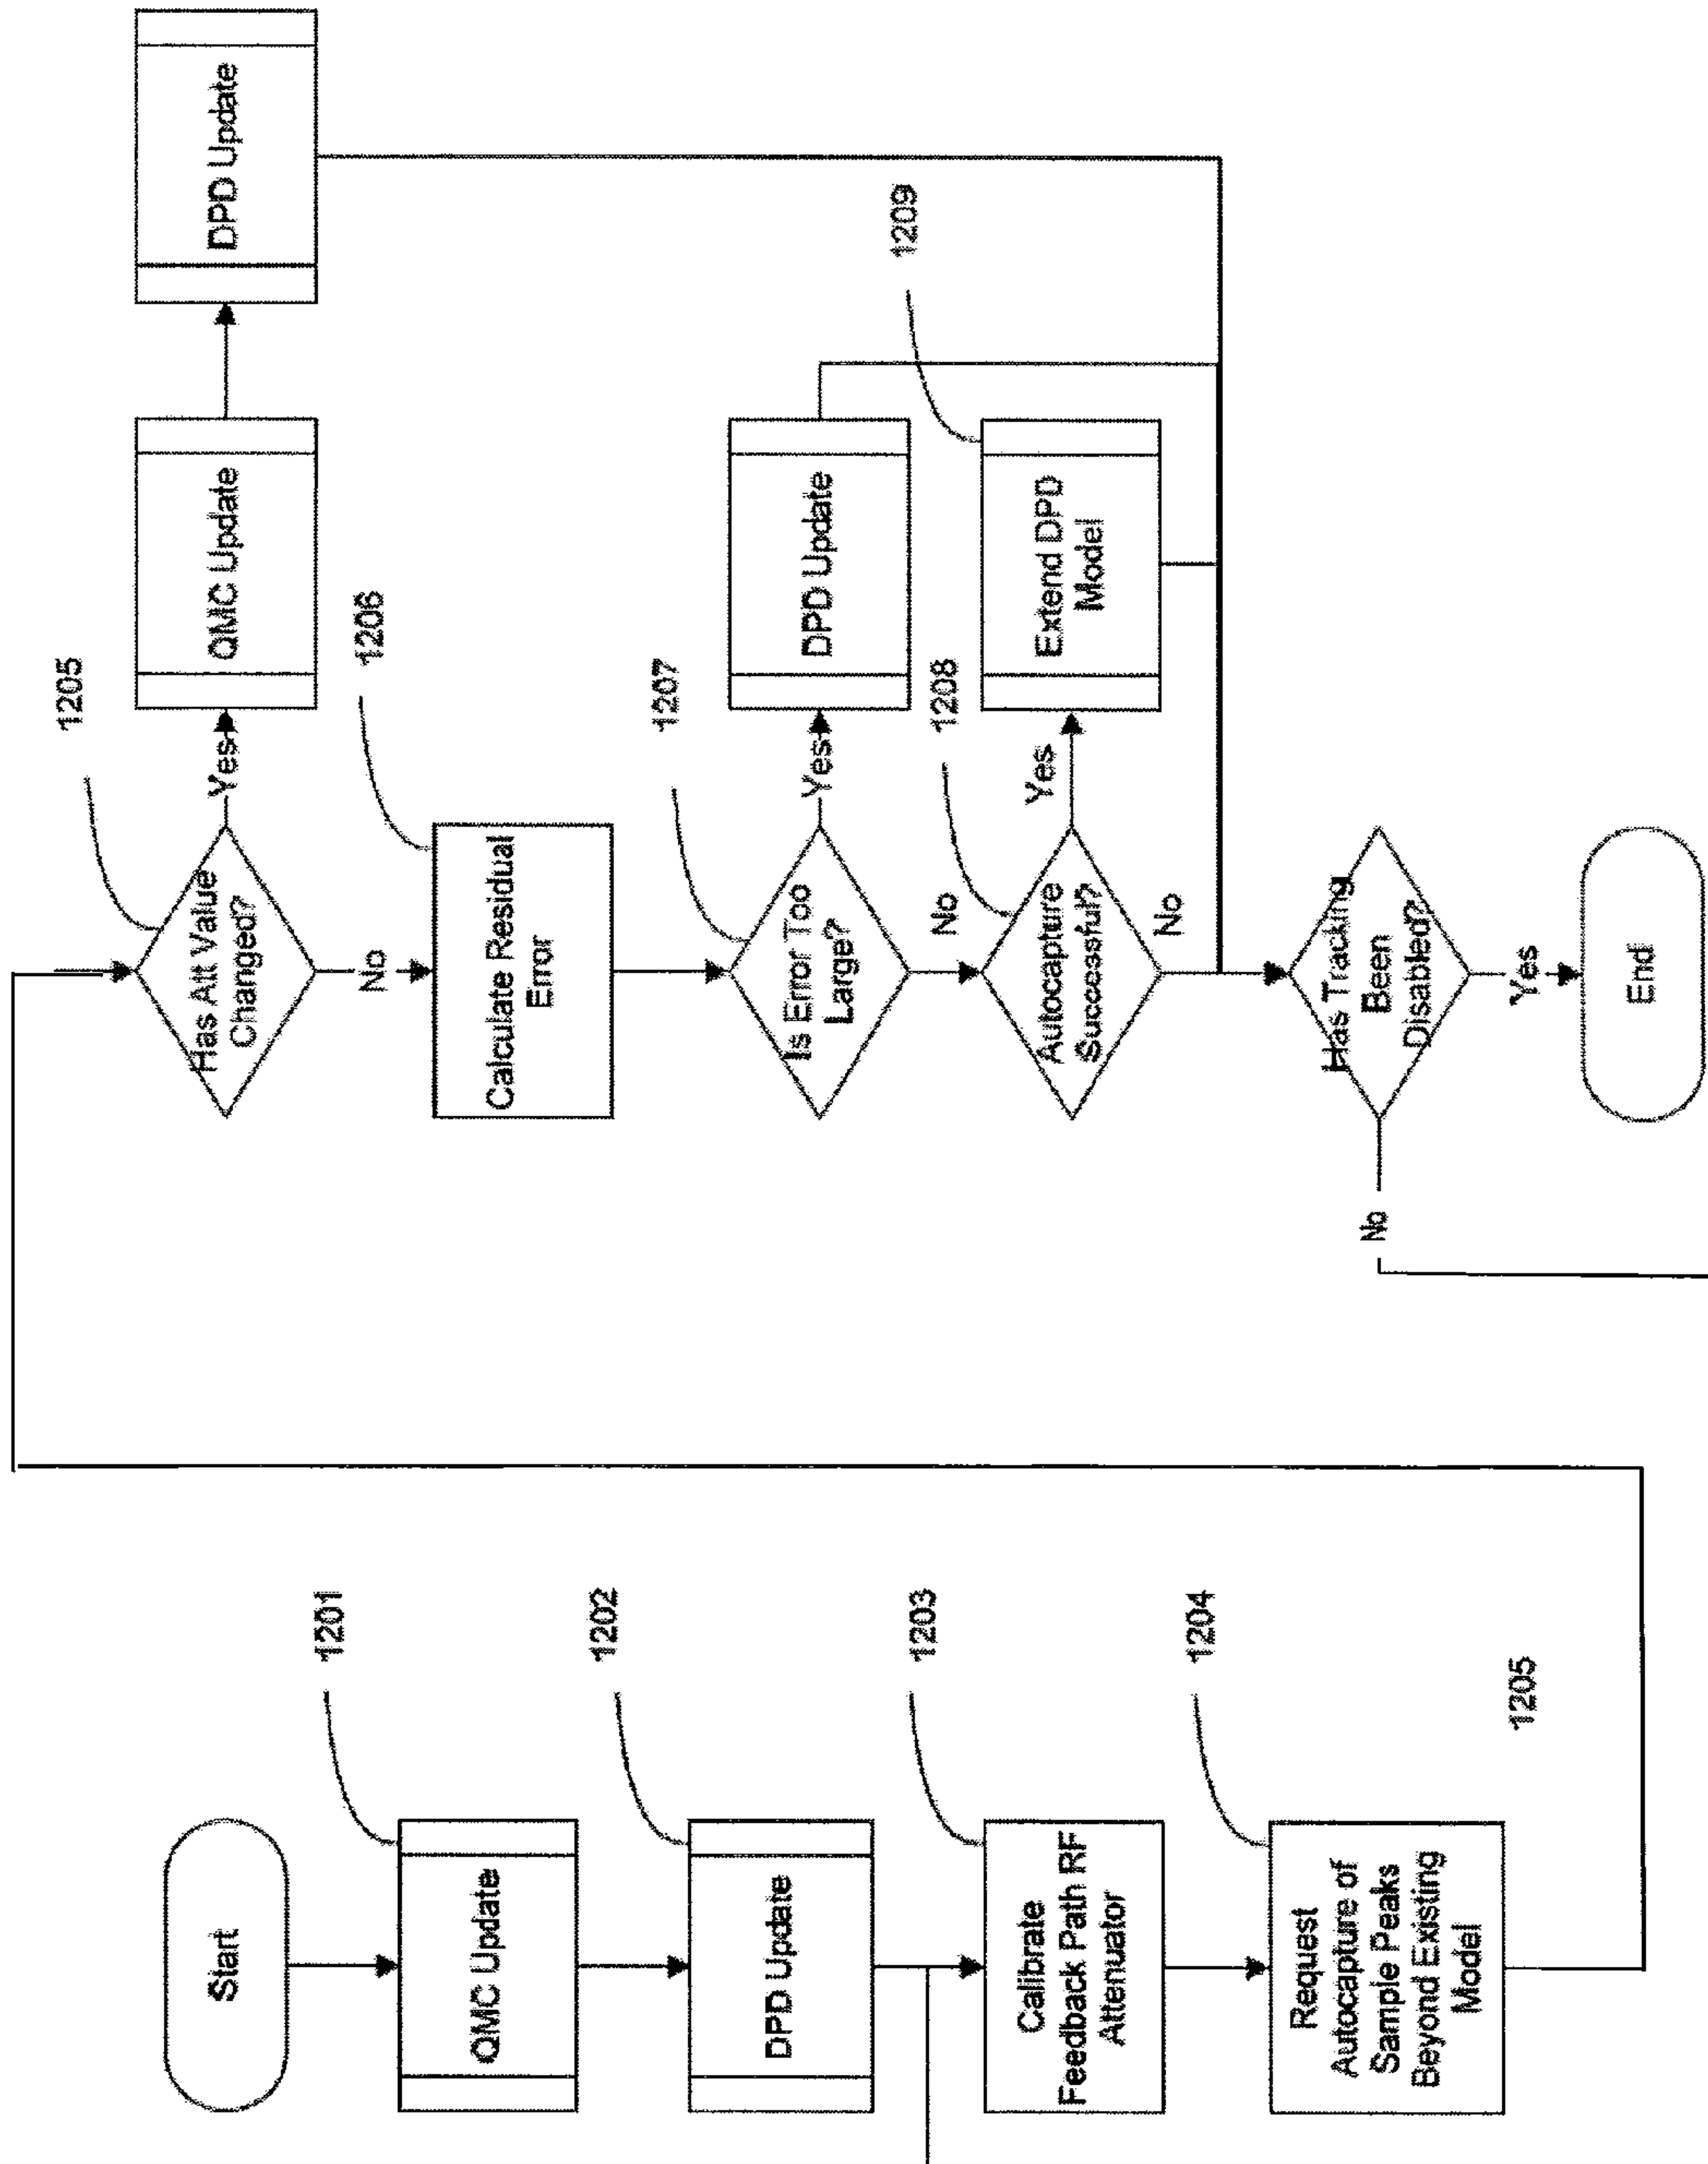 Start
1201
QMC Update
1202
DPD Update
1203
Calibrate
Feedback Path RF
Attenuator
1204
Request
Autocapture of
Sample Peaks
Beyond Existing
Model
1205
1205
Has Att Value
Changed?
Yes
QMC Update
DPD Update
No
1206
Calculate Residual
Error
1207
Is Error Too
Large?
Yes
DPD Update
No
1208
Autocapture
Successful?
Yes
1209
Extend DPD
Model
No
Has Tracking
Been
Disabled?
No
Yes
End